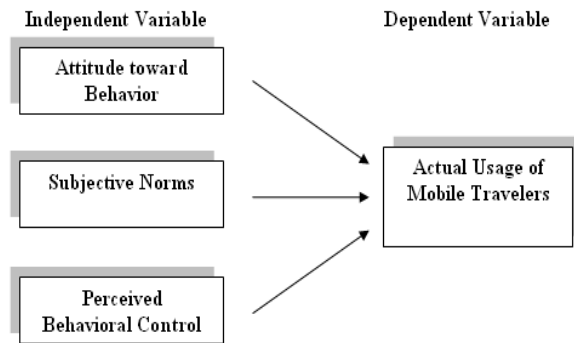 Independent Variable
Dependent Variable
Attitude toward
Behavior
Subjective Norms
Actual Usage of
Mobile Travelers
Perceived
Behavioral Control